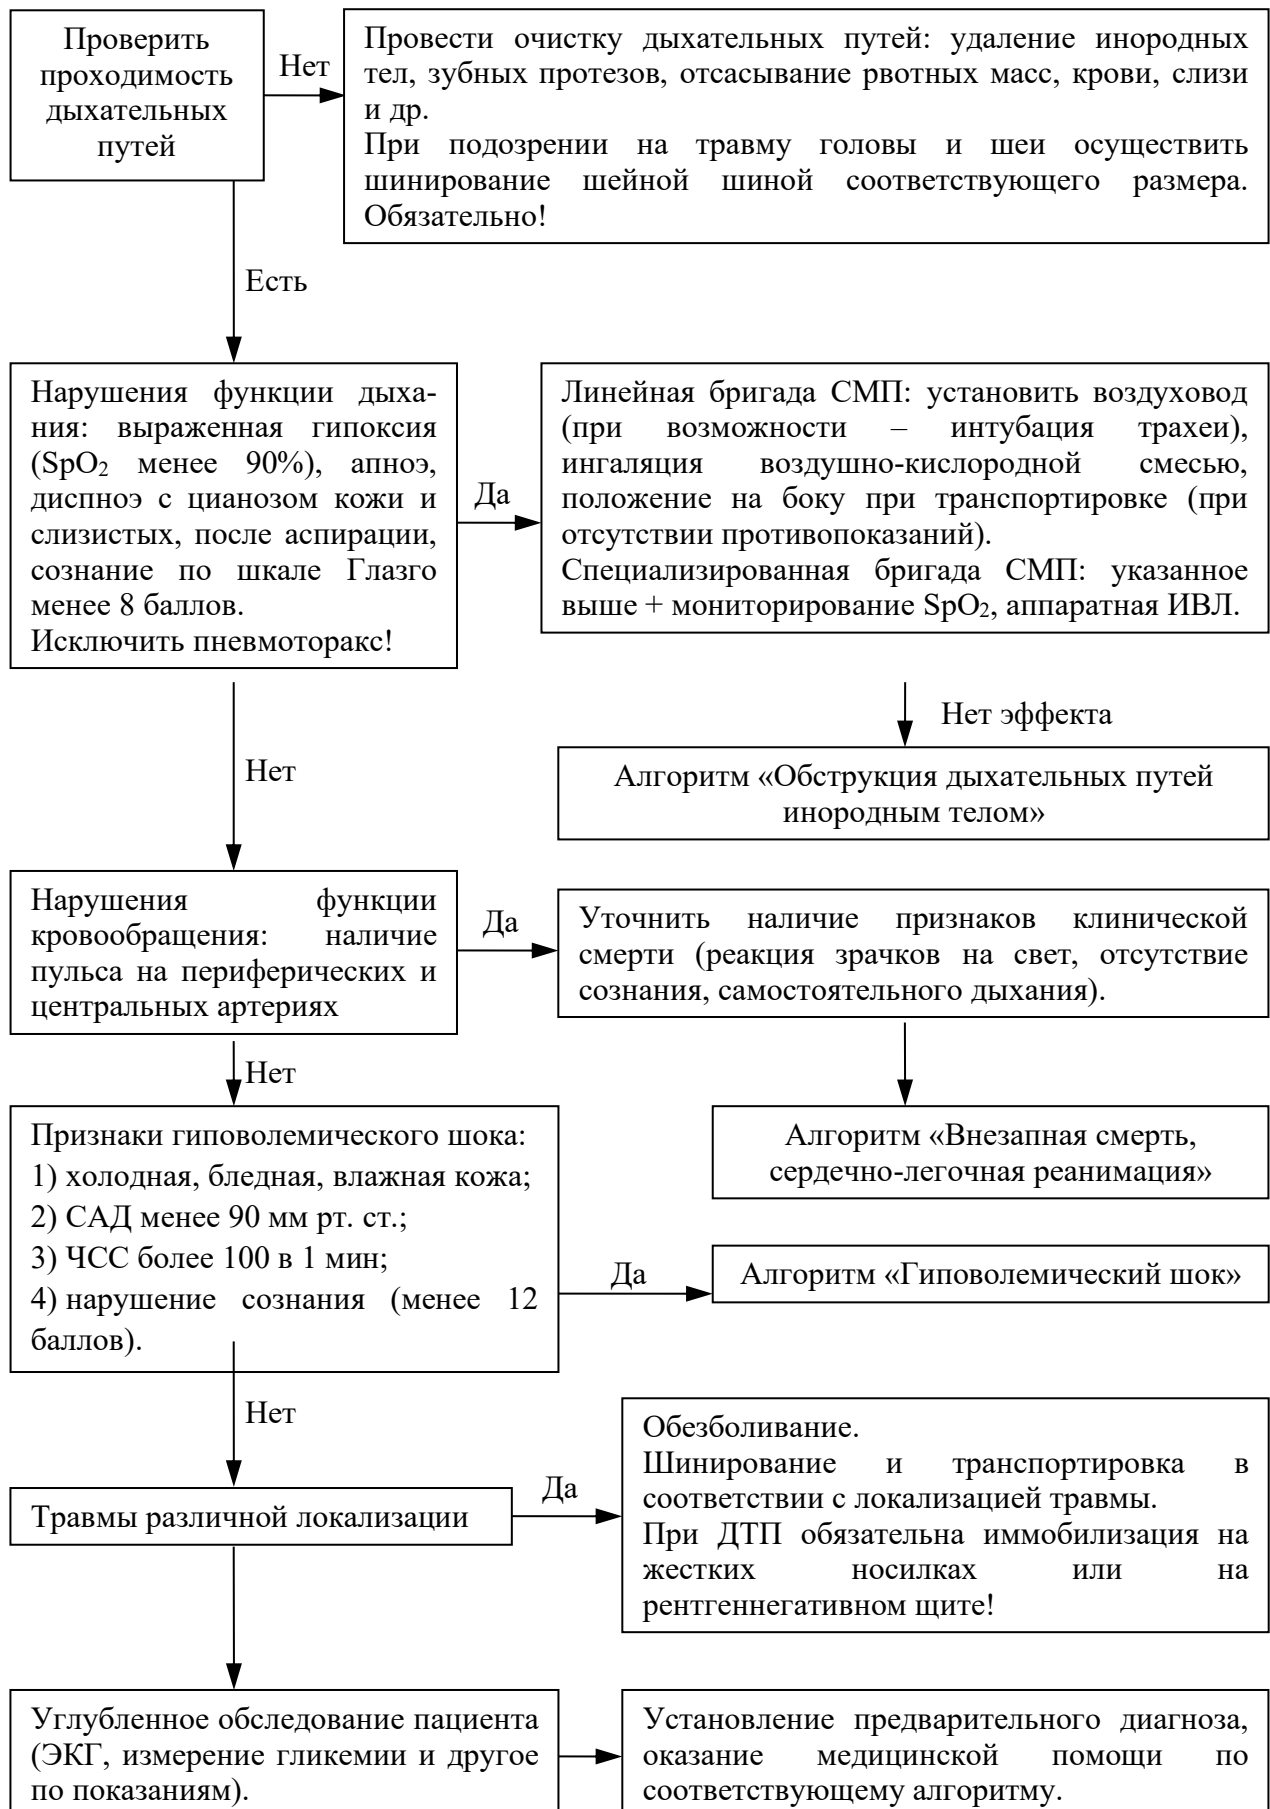 Проверить
проходимость
дыхательных
путей
Нет
Провести очистку дыхательных путей: удаление инородных
тел, зубных протезов, отсасывание рвотных масс, крови, слизи
и др.
При подозрении на травму головы и шеи осуществить
шинирование шейной шиной соответствующего размера.
Обязательно!
Есть
Нарушения функции дыха-
ния: выраженная гипоксия
(SpO₂ менее 90%), апноэ,
диспноэ с цианозом кожи и
слизистых, после аспирации,
сознание по шкале Глазго
менее 8 баллов.
Исключить пневмоторакс!
Да
Линейная бригада СМП: установить воздуховод
(при возможности – интубация трахеи),
ингаляция воздушно-кислородной смесью,
положение на боку при транспортировке (при
отсутствии противопоказаний).
Специализированная бригада СМП: указанное
выше + мониторирование SpO₂, аппаратная ИВЛ.
Нет эффекта
Нет
Алгоритм «Обструкция дыхательных путей
инородным телом»
Нарушения функции
кровообращения: наличие
пульса на периферических и
центральных артериях
Да
Уточнить наличие признаков клинической
смерти (реакция зрачков на свет, отсутствие
сознания, самостоятельного дыхания).
Нет
Признаки гиповолемического шока:
1) холодная, бледная, влажная кожа;
2) САД менее 90 мм рт. ст.;
3) ЧСС более 100 в 1 мин;
4) нарушение сознания (менее 12
баллов).
Алгоритм «Внезапная смерть,
сердечно-легочная реанимация»
Да
Алгоритм «Гиповолемический шок»
Нет
Травмы различной локализации
Да
Обезболивание.
Шинирование и транспортировка в
соответствии с локализацией травмы.
При ДТП обязательна иммобилизация на
жестких носилках или на
рентгеннегативном щите!
Углубленное обследование пациента
(ЭКГ, измерение гликемии и другое
по показаниям).
Установление предварительного диагноза,
оказание медицинской помощи по
соответствующему алгоритму.